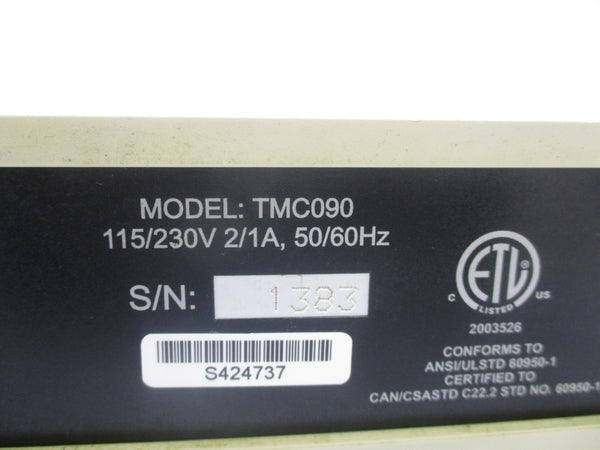 MODEL: TMC090
115/230V 2/1A, 50/60Hz
S/N: 1383
S424737
ETL
C LISTED US
2003526
CONFORMS TO
ANSI/ULSTD 60950-1
CERTIFIED TO
CAN/CSASTD C22.2 STD NO. 60950-1